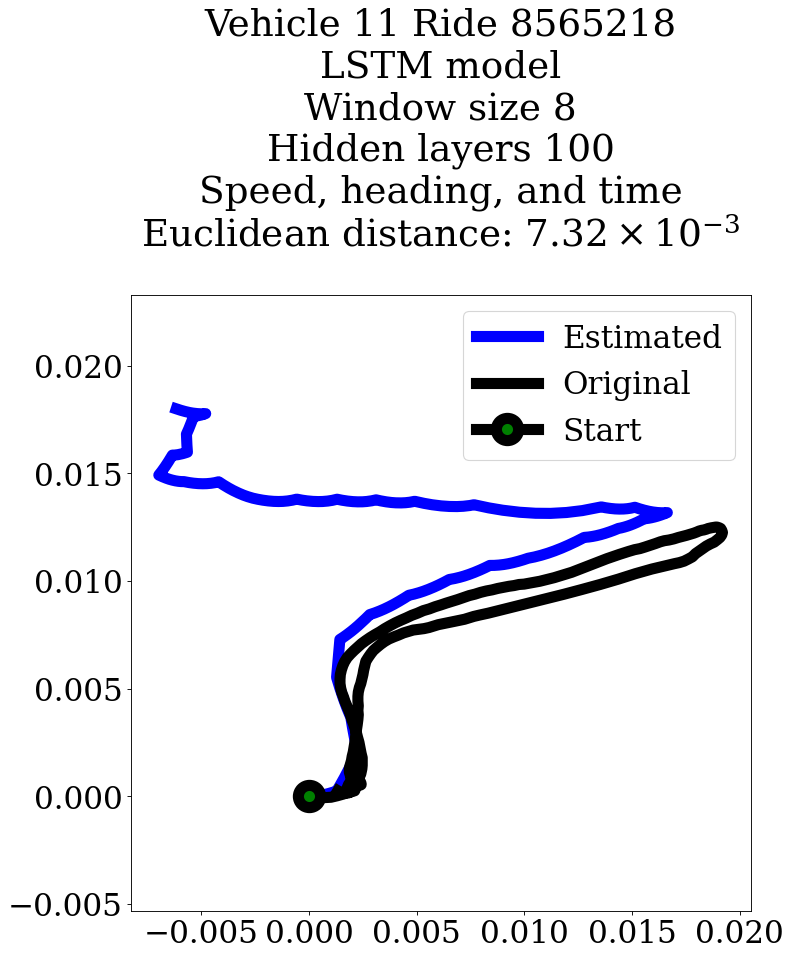 Vehicle 11 Ride 8565218
LSTM model
Window size 8
Hidden layers 100
Speed, heading, and time
Euclidean distance: 7.32 × 10⁻³
Estimated
Original
Start
0.020
0.015
0.010
0.005
0.000
−0.005
−0.005 0.000 0.005 0.010 0.015 0.020